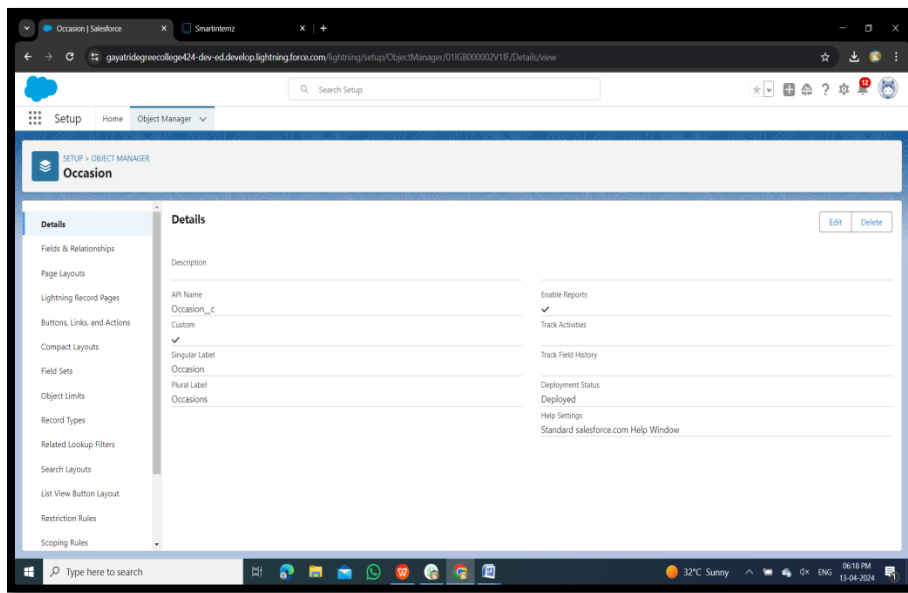 Occasion | Salesforce
Smartinternz
gayatridegreecollege424-dev-ed.develop.lightning.force.com/lightning/setup/ObjectManager/01IGB000002V1fF/Details/view
Search Setup
12
Setup
Home
Object Manager
SETUP > OBJECT MANAGER
Occasion
Details
Fields & Relationships
Page Layouts
Lightning Record Pages
Buttons, Links, and Actions
Compact Layouts
Field Sets
Object Limits
Record Types
Related Lookup Filters
Search Layouts
List View Button Layout
Restriction Rules
Scoping Rules
Details
Edit
Delete
Description
API Name
Occasion__c
Custom
Singular Label
Occasion
Plural Label
Occasions
Enable Reports
Track Activities
Track Field History
Deployment Status
Deployed
Help Settings
Standard salesforce.com Help Window
Type here to search
32°C Sunny
ENG
06:18 PM
13-04-2024